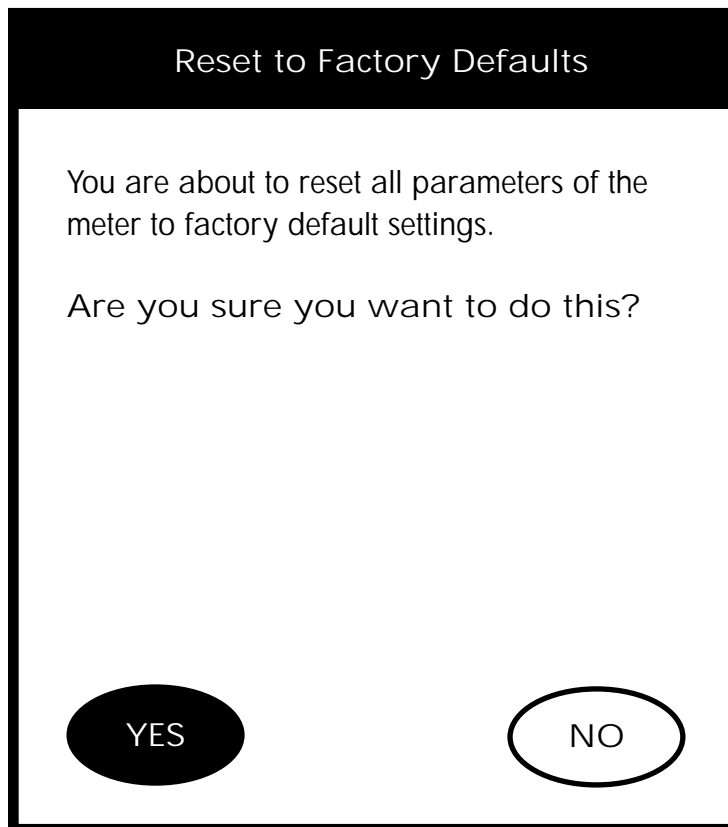 Reset to Factory Defaults
You are about to reset all parameters of the
meter to factory default settings.
Are you sure you want to do this?
YES
NO